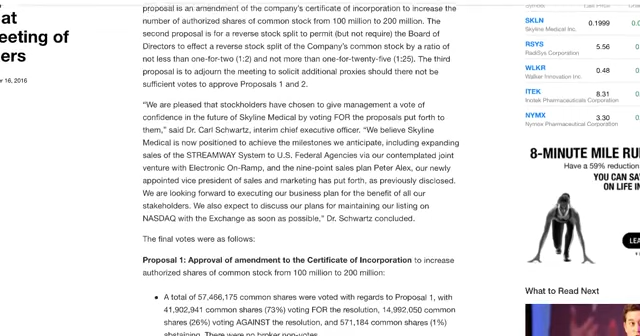 at
eeting of
ers
r 16, 2016
proposal is an amendment of the company's certificate of incorporation to increase the
number of authorized shares of common stock from 100 million to 200 million. The
second proposal is for a reverse stock split to permit (but not require) the Board of
Directors to effect a reverse stock split of the Company's common stock by a ratio of
not less than one-for-two (1:2) and not more than one-for-twenty-five (1:25). The third
proposal is to adjourn the meeting to solicit additional proxies should there not be
sufficient votes to approve Proposals 1 and 2.
“We are pleased that stockholders have chosen to give management a vote of
confidence in the future of Skyline Medical by voting FOR the proposals put forth to
them,” said Dr. Carl Schwartz, interim chief executive officer. “We believe Skyline
Medical is now positioned to achieve the milestones we anticipate, including expanding
sales of the STREAMWAY System to U.S. Federal Agencies via our contemplated joint
venture with Electronic On-Ramp, and the nine-point sales plan Peter Alex, our newly
appointed vice president of sales and marketing has put forth, as previously disclosed.
We are looking forward to executing our business plan for the benefit of all our
stakeholders. We also expect to discuss our plans for maintaining our listing on
NASDAQ with the Exchange as soon as possible,” Dr. Schwartz concluded.
The final votes were as follows:
Proposal 1: Approval of amendment to the Certificate of Incorporation to increase
authorized shares of common stock from 100 million to 200 million:
• A total of 57,466,175 common shares were voted with regards to Proposal 1, with
41,902,941 common shares (73%) voting FOR the resolution, 14,992,050 common
shares (26%) voting AGAINST the resolution, and 571,184 common shares (1%)
abstaining. There were no broker non-votes.
SKLN 0.1999
Skyline Medical Inc.
RSYS 5.56
RadiSys Corporation
WLKR 0.48
Walker Innovation Inc
ITEK 8.31
Inotek Pharmaceuticals Corporation
NYMX 3.30
Nymox Pharmaceutical Corporation
8-MINUTE MILE RU
Have a 59% reduction
YOU CAN SA
ON LIFE IN
LEA
What to Read Next